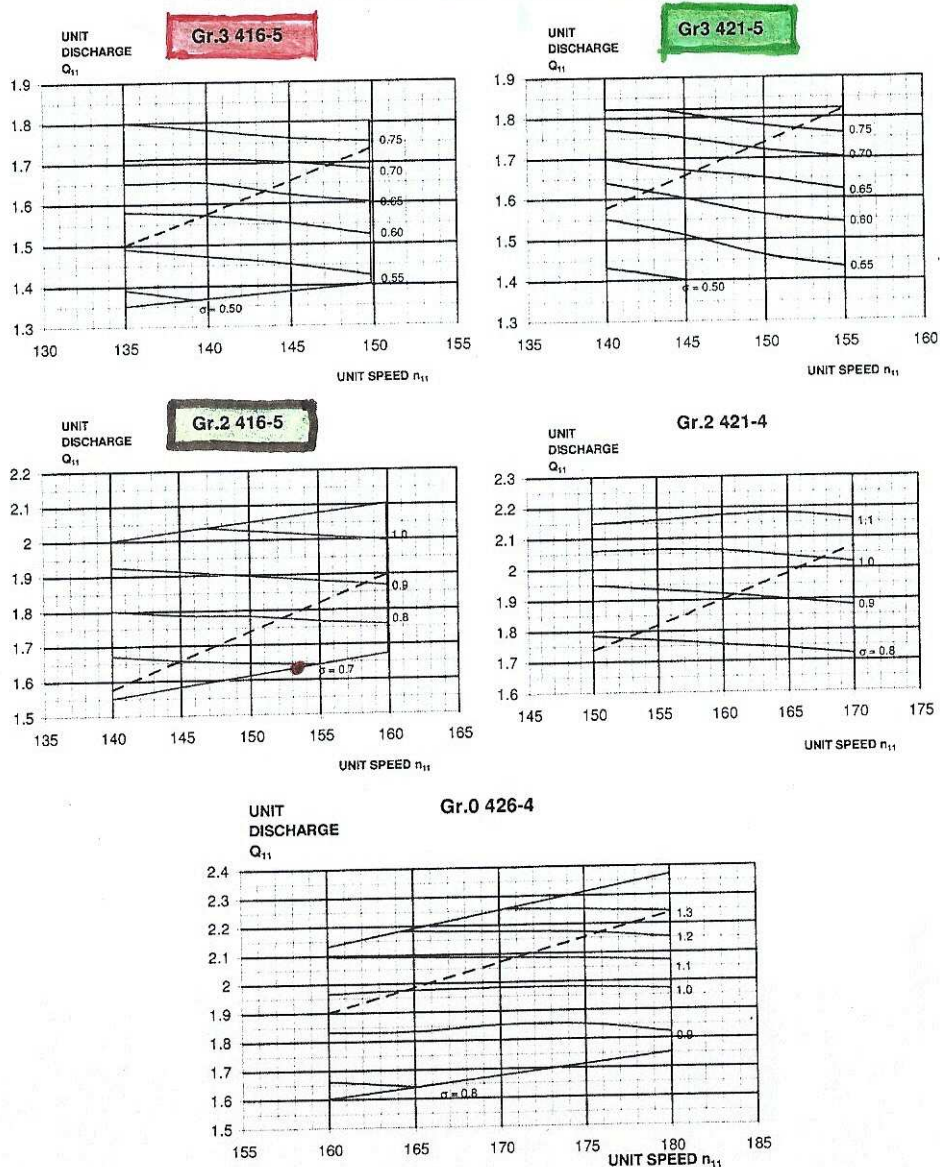 UNIT
DISCHARGE
Q11
Gr.3 416-5
1.9
1.8
1.7
1.6
1.5
1.4
1.3
0.75
0.70
0.65
0.60
0.55
σ = 0.50
130 135 140 145 150 155
UNIT SPEED n11
UNIT
DISCHARGE
Q11
Gr3 421-5
1.9
1.8
1.7
1.6
1.5
1.4
1.3
0.75
0.70
0.65
0.60
0.55
σ = 0.50
135 140 145 150 155 160
UNIT SPEED n11
UNIT
DISCHARGE
Q11
Gr.2 416-5
2.2
2.1
2
1.9
1.8
1.7
1.6
1.5
1.0
0.9
0.8
σ = 0.7
135 140 145 150 155 160 165
UNIT SPEED n11
UNIT
DISCHARGE
Q11
Gr.2 421-4
2.3
2.2
2.1
2
1.9
1.8
1.7
1.6
1.1
1.0
0.9
σ = 0.8
145 150 155 160 165 170 175
UNIT SPEED n11
UNIT
DISCHARGE
Q11
Gr.0 426-4
2.4
2.3
2.2
2.1
2
1.9
1.8
1.7
1.6
1.5
1.3
1.2
1.1
1.0
0.9
σ = 0.8
155 160 165 170 175 180 185
UNIT SPEED n11